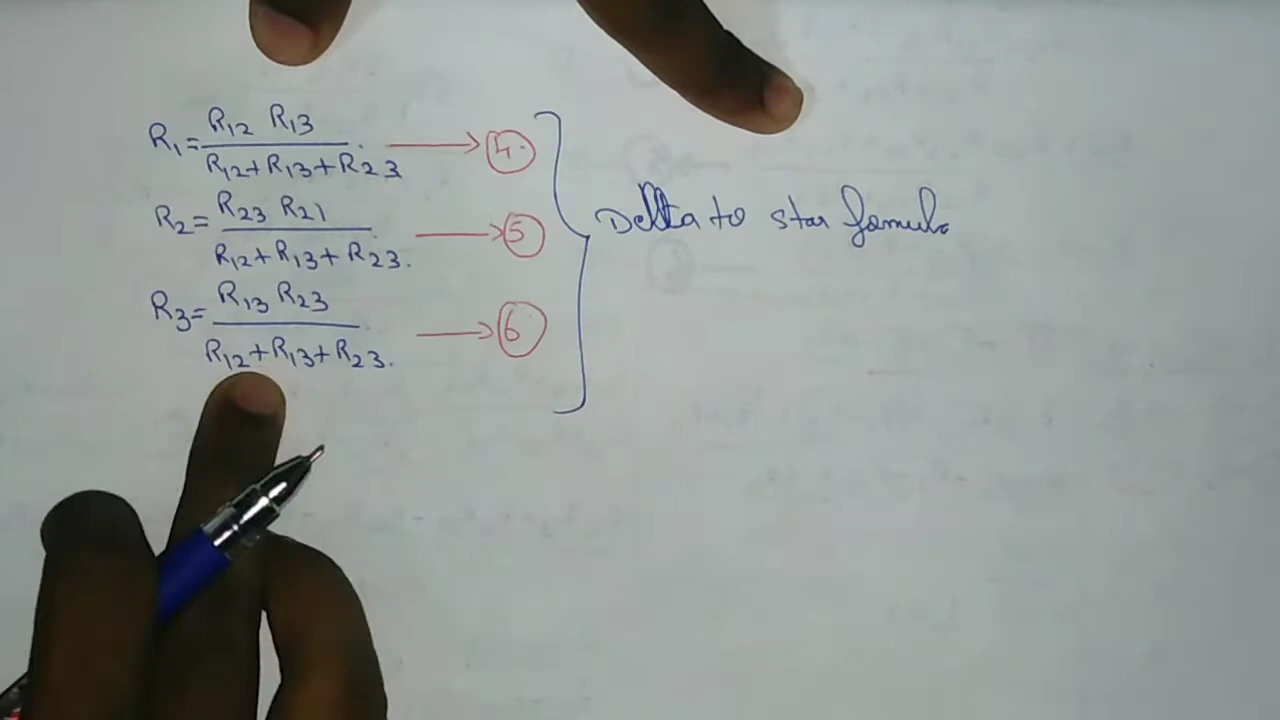 R1 = R12 R13 / R12+R13+R23 → 4
R2 = R23 R21 / R12+R13+R23. → 5
R3 = R13 R23 / R12+R13+R23. → 6
Delta to star formula